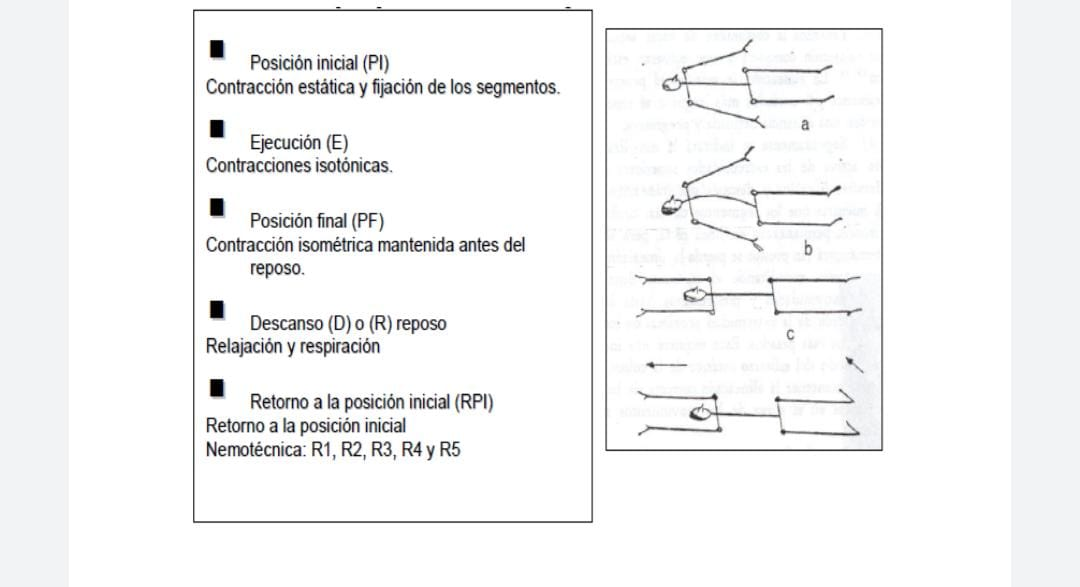 Posición inicial (PI)
Contracción estática y fijación de los segmentos.
Ejecución (E)
Contracciones isotónicas.
Posición final (PF)
Contracción isométrica mantenida antes del
reposo.
Descanso (D) o (R) reposo
Relajación y respiración
Retorno a la posición inicial (RPI)
Retorno a la posición inicial
Nemotécnica: R1, R2, R3, R4 y R5
a
b
c